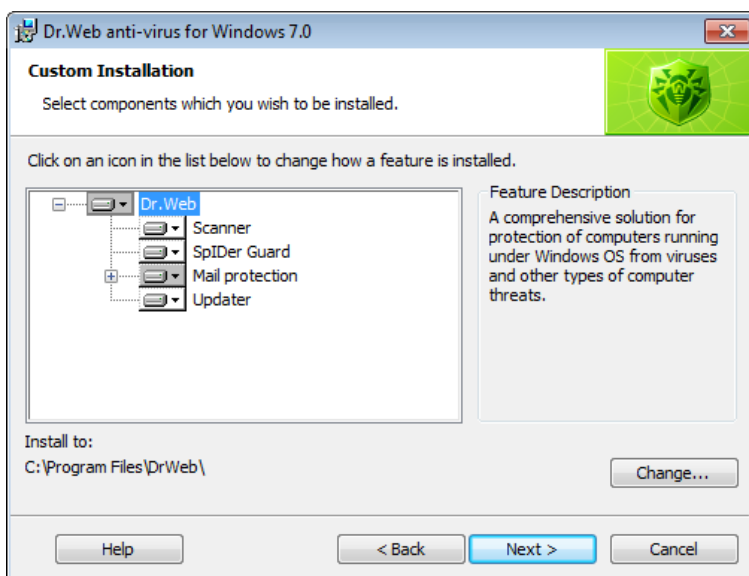 Dr.Web anti-virus for Windows 7.0
Custom Installation
Select components which you wish to be installed.
Click on an icon in the list below to change how a feature is installed.
Dr.Web
Scanner
SpIDer Guard
Mail protection
Updater
Feature Description
A comprehensive solution for
protection of computers running
under Windows OS from viruses
and other types of computer
threats.
Install to:
C:\Program Files\DrWeb\
Change...
Help
< Back
Next >
Cancel